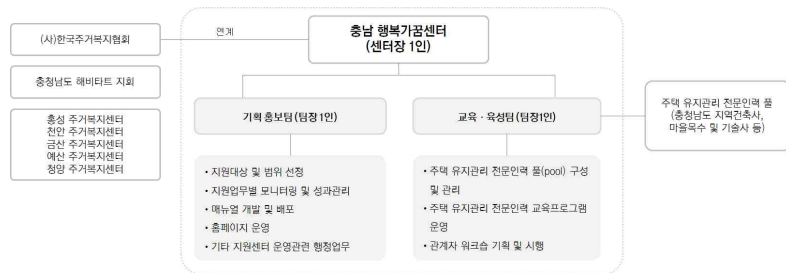 (사)한국주거복지협회
연계
충남 행복가꿈센터
(센터장 1인)
충청남도 해비타트 지회
홍성 주거복지센터
천안 주거복지센터
금산 주거복지센터
예산 주거복지센터
청양 주거복지센터
기획 홍보팀 (팀장 1인)
• 지원대상 및 범위 선정
• 지원업무별 모니터링 및 성과관리
• 매뉴얼 개발 및 배포
• 홈페이지 운영
• 기타 지원센터 운영관련 행정업무
교육 · 육성팀 (팀장1인)
• 주택 유지관리 전문인력 풀(pool) 구성
및 관리
• 주택 유지관리 전문인력 교육프로그램
운영
• 관계자 워크숍 기획 및 시행
주택 유지관리 전문인력 풀
(충청남도 지역건축사,
마을목수 및 기술사 등)